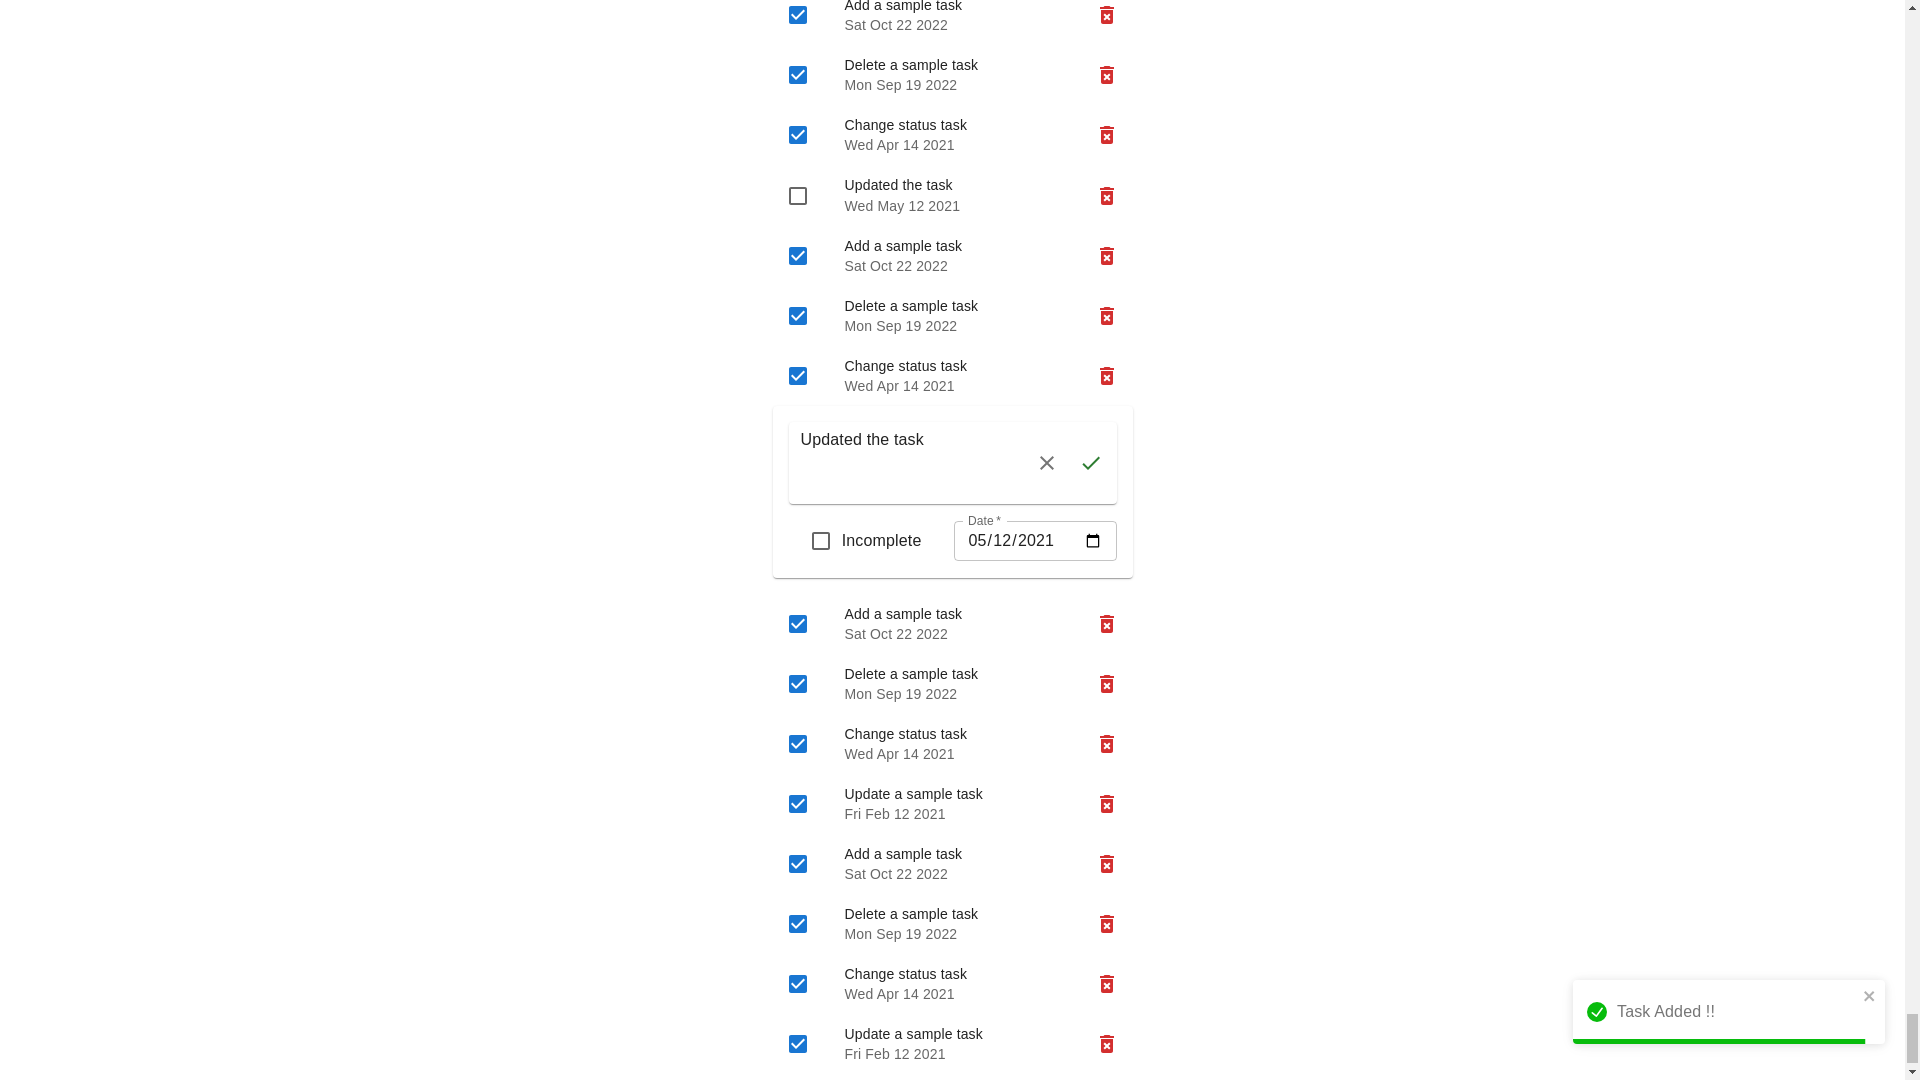 Add a sample task
Sat Oct 22 2022
Delete a sample task
Mon Sep 19 2022
Change status task
Wed Apr 14 2021
Updated the task
Wed May 12 2021
Add a sample task
Sat Oct 22 2022
Delete a sample task
Mon Sep 19 2022
Change status task
Wed Apr 14 2021
Updated the task
Date *
Incomplete
05/12/2021
Add a sample task
Sat Oct 22 2022
Delete a sample task
Mon Sep 19 2022
Change status task
Wed Apr 14 2021
Update a sample task
Fri Feb 12 2021
Add a sample task
Sat Oct 22 2022
Delete a sample task
Mon Sep 19 2022
Change status task
Wed Apr 14 2021
Update a sample task
Fri Feb 12 2021
Task Added !!